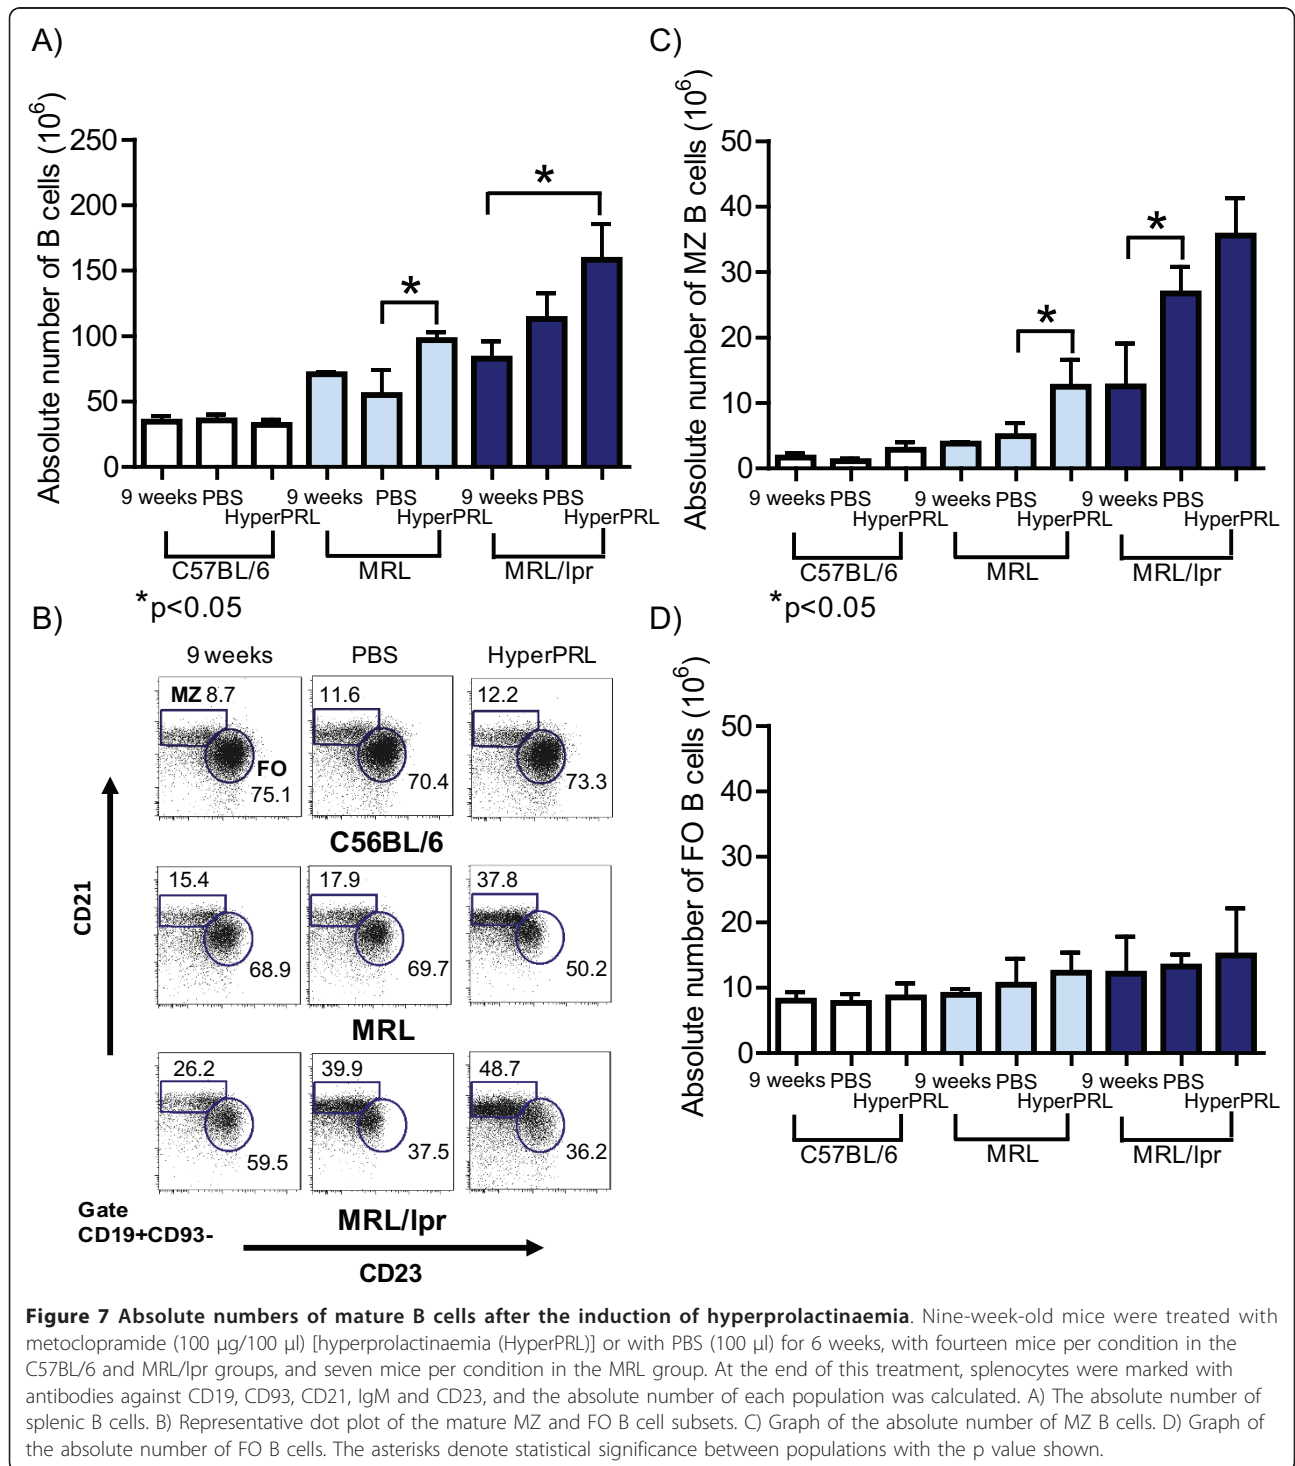 A)
Absolute number of B cells (10⁶)
250
200
150
100
50
0
*
*
9 weeks PBS HyperPRL
9 weeks PBS HyperPRL
9 weeks PBS HyperPRL
C57BL/6 MRL MRL/lpr
*p<0.05
C)
Absolute number of MZ B cells (10⁶)
50
40
30
20
10
0
*
*
9 weeks PBS HyperPRL
9 weeks PBS HyperPRL
9 weeks PBS HyperPRL
C57BL/6 MRL MRL/lpr
*p<0.05
B)
9 weeks PBS HyperPRL
MZ 8.7 11.6 12.2
FO
75.1 70.4 73.3
C56BL/6
15.4 17.9 37.8
68.9 69.7 50.2
MRL
26.2 39.9 48.7
59.5 37.5 36.2
MRL/lpr
CD21
Gate
CD19+CD93-
CD23
D)
Absolute number of FO B cells (10⁶)
50
40
30
20
10
0
9 weeks PBS HyperPRL
9 weeks PBS HyperPRL
9 weeks PBS HyperPRL
C57BL/6 MRL MRL/lpr
Figure 7 Absolute numbers of mature B cells after the induction of hyperprolactinaemia. Nine-week-old mice were treated with
metoclopramide (100 μg/100 μl) [hyperprolactinaemia (HyperPRL)] or with PBS (100 μl) for 6 weeks, with fourteen mice per condition in the
C57BL/6 and MRL/lpr groups, and seven mice per condition in the MRL group. At the end of this treatment, splenocytes were marked with
antibodies against CD19, CD93, CD21, IgM and CD23, and the absolute number of each population was calculated. A) The absolute number of
splenic B cells. B) Representative dot plot of the mature MZ and FO B cell subsets. C) Graph of the absolute number of MZ B cells. D) Graph of
the absolute number of FO B cells. The asterisks denote statistical significance between populations with the p value shown.